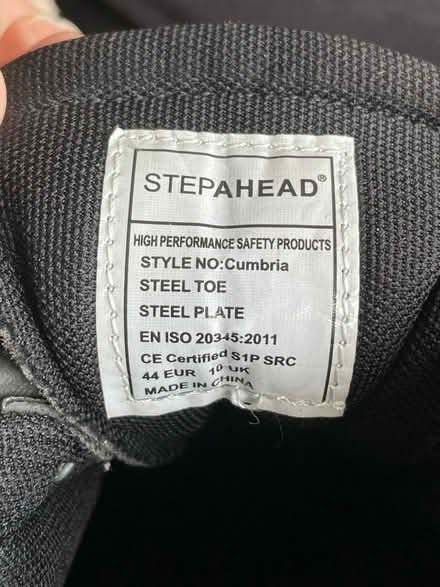 STEPAHEAD®
HIGH PERFORMANCE SAFETY PRODUCTS
STYLE NO:Cumbria
STEEL TOE
STEEL PLATE
EN ISO 20345:2011
CE Certified S1P SRC
44 EUR 10 UK
MADE IN CHINA